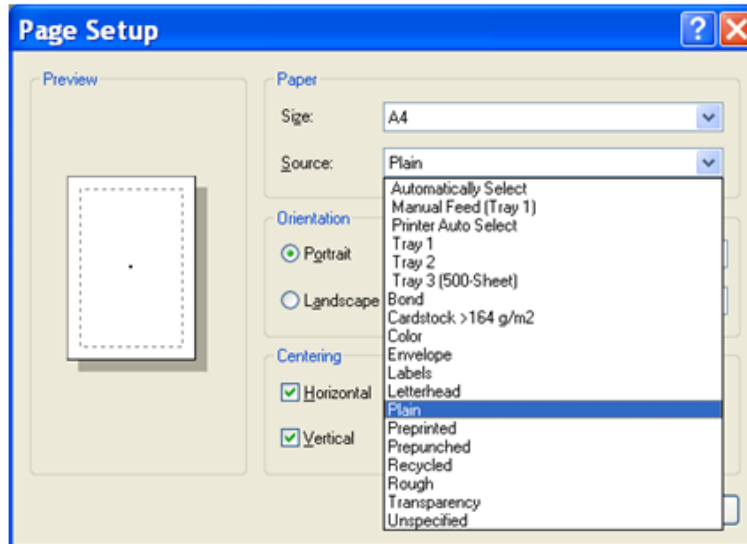 Page Setup
Preview
Paper
Size:
A4
Source:
Plain
Automatically Select
Manual Feed (Tray 1)
Printer Auto Select
Tray 1
Tray 2
Tray 3 (500-Sheet)
Bond
Cardstock >164 g/m2
Color
Envelope
Labels
Letterhead
Plain
Preprinted
Prepunched
Recycled
Rough
Transparency
Unspecified
Orientation
Portrait
Landscape
Centering
Horizontal
Vertical